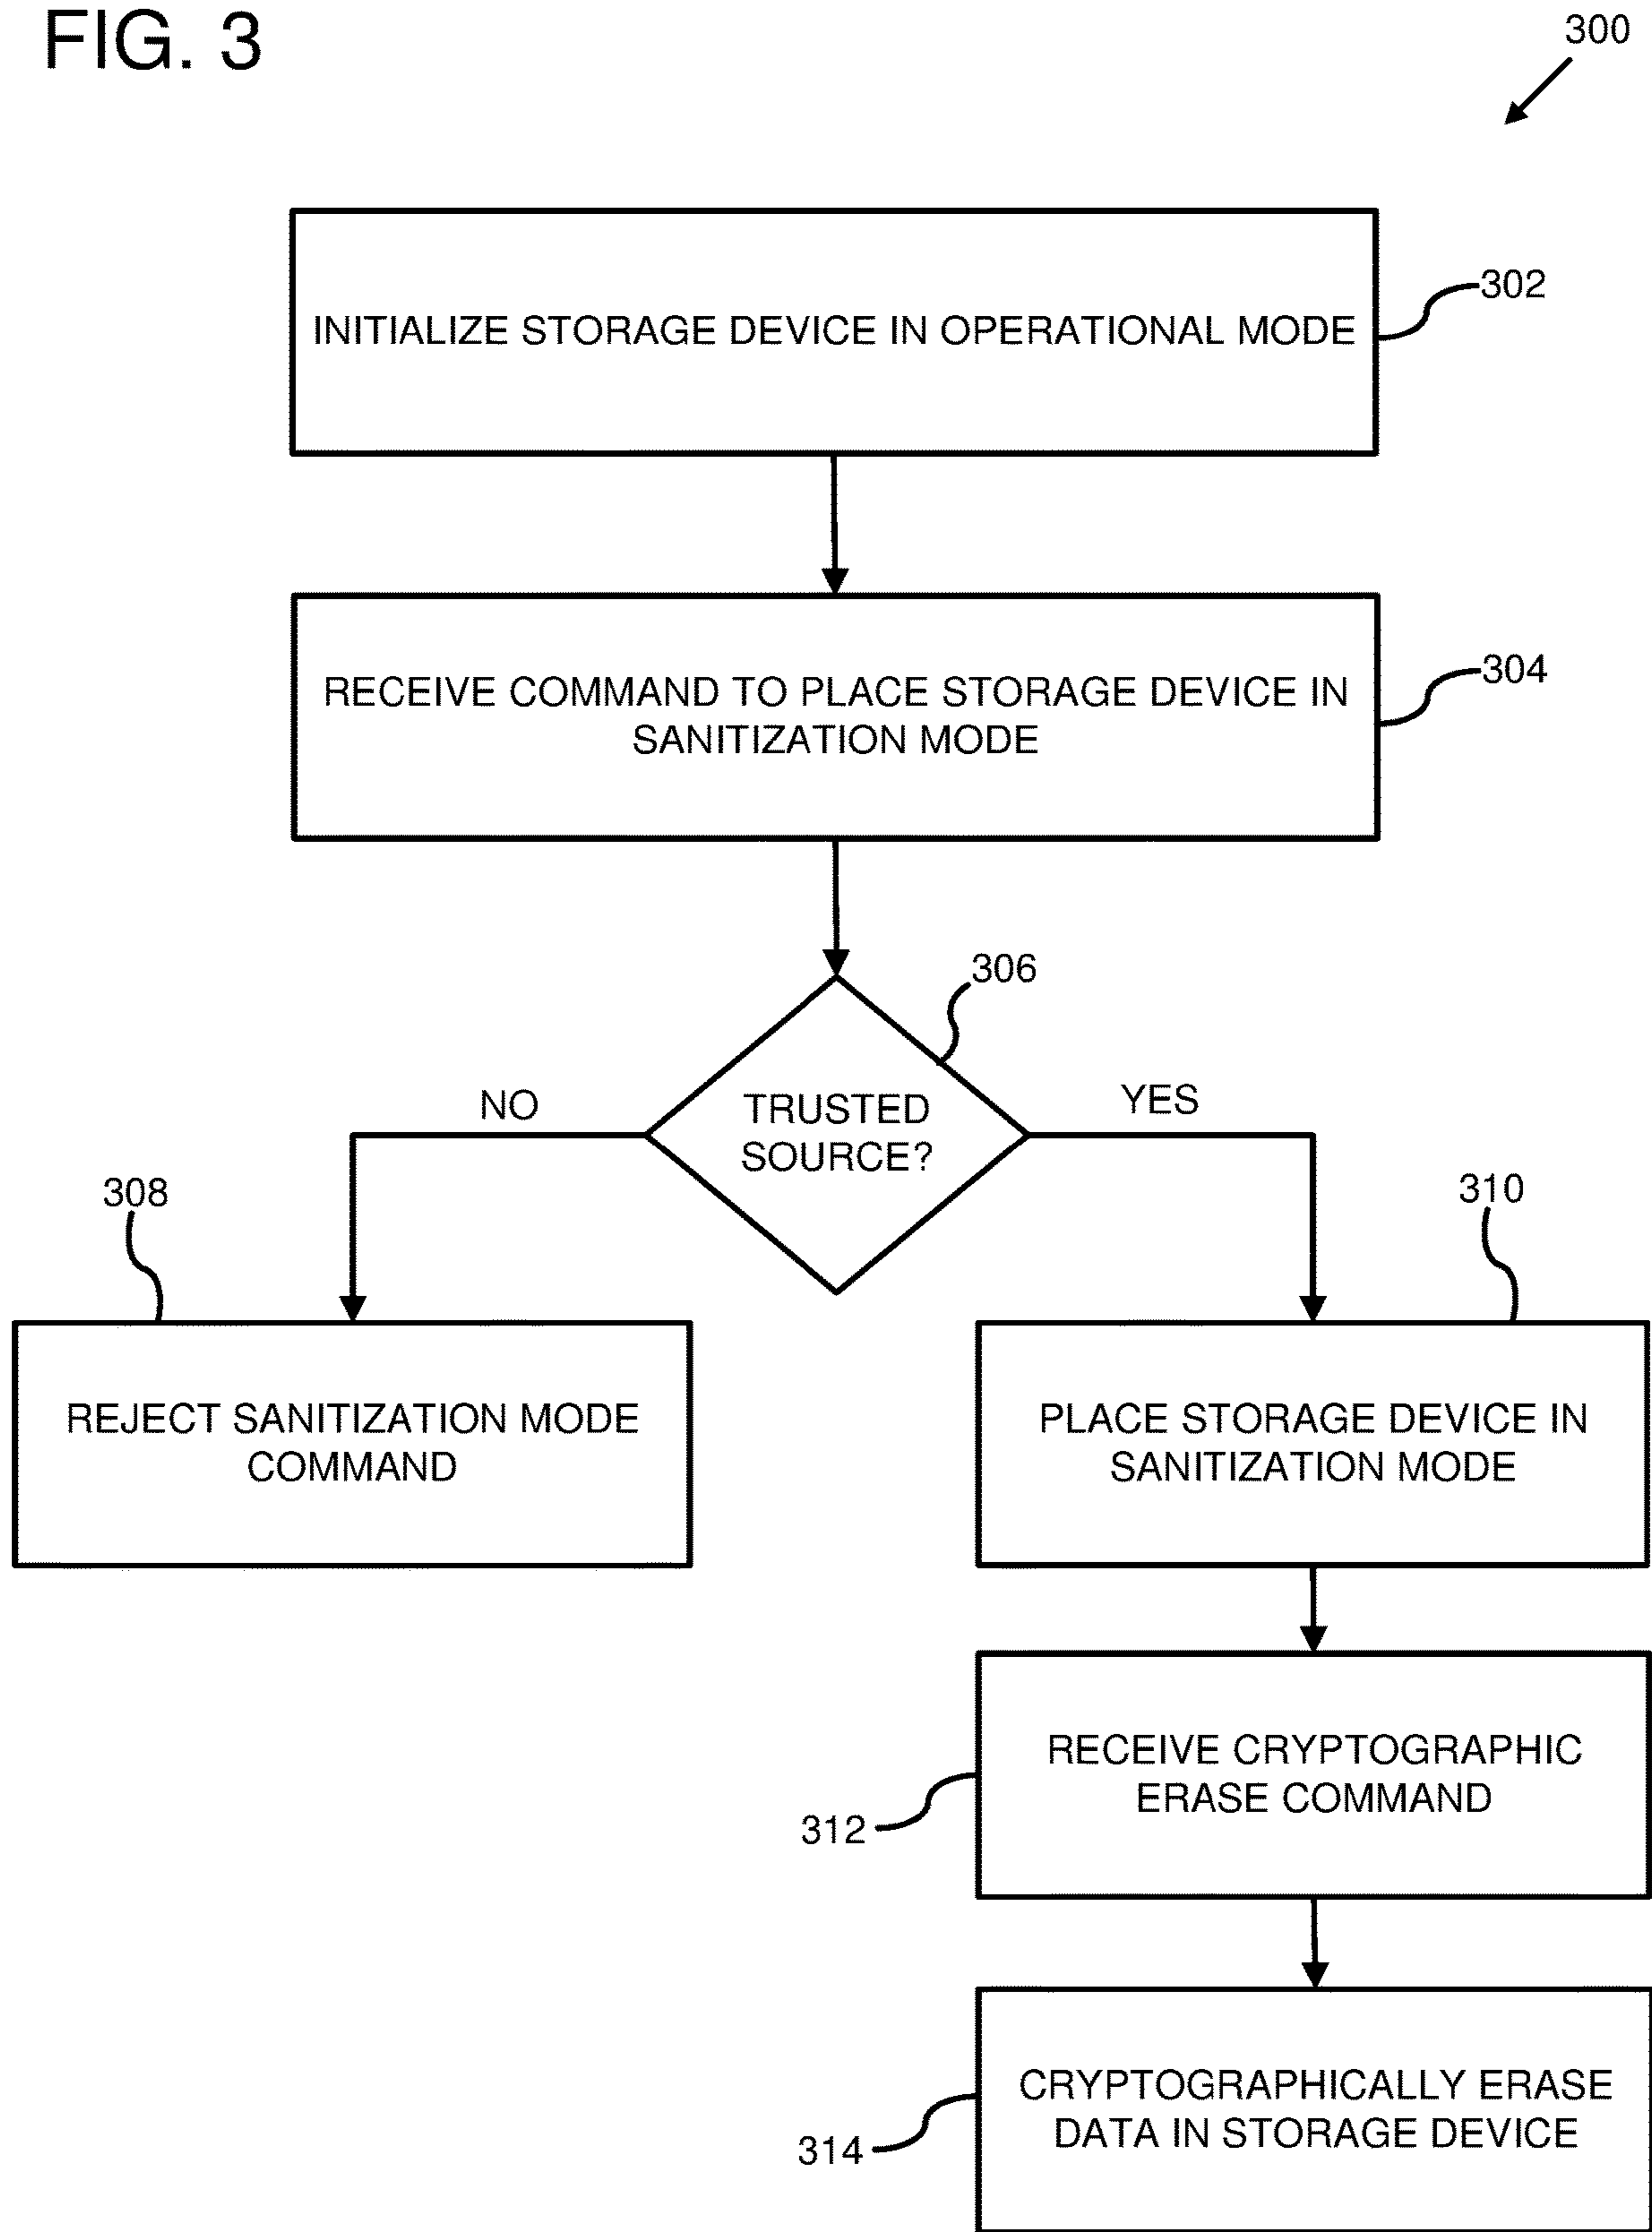 FIG. 3
300
INITIALIZE STORAGE DEVICE IN OPERATIONAL MODE
302
RECEIVE COMMAND TO PLACE STORAGE DEVICE IN
SANITIZATION MODE
304
306
TRUSTED
SOURCE?
NO
YES
308
310
REJECT SANITIZATION MODE
COMMAND
PLACE STORAGE DEVICE IN
SANITIZATION MODE
RECEIVE CRYPTOGRAPHIC
ERASE COMMAND
312
CRYPTOGRAPHICALLY ERASE
DATA IN STORAGE DEVICE
314